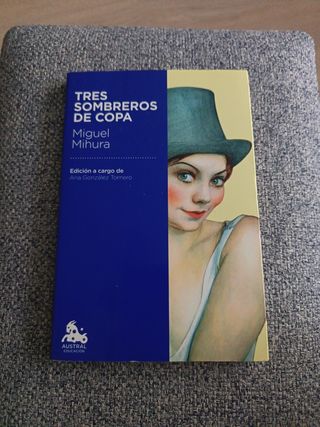 TRES
SOMBREROS
DE COPA
Miguel
Mihura
Edición a cargo de
Ana González Tornero
AUSTRAL
EDUCACIÓN